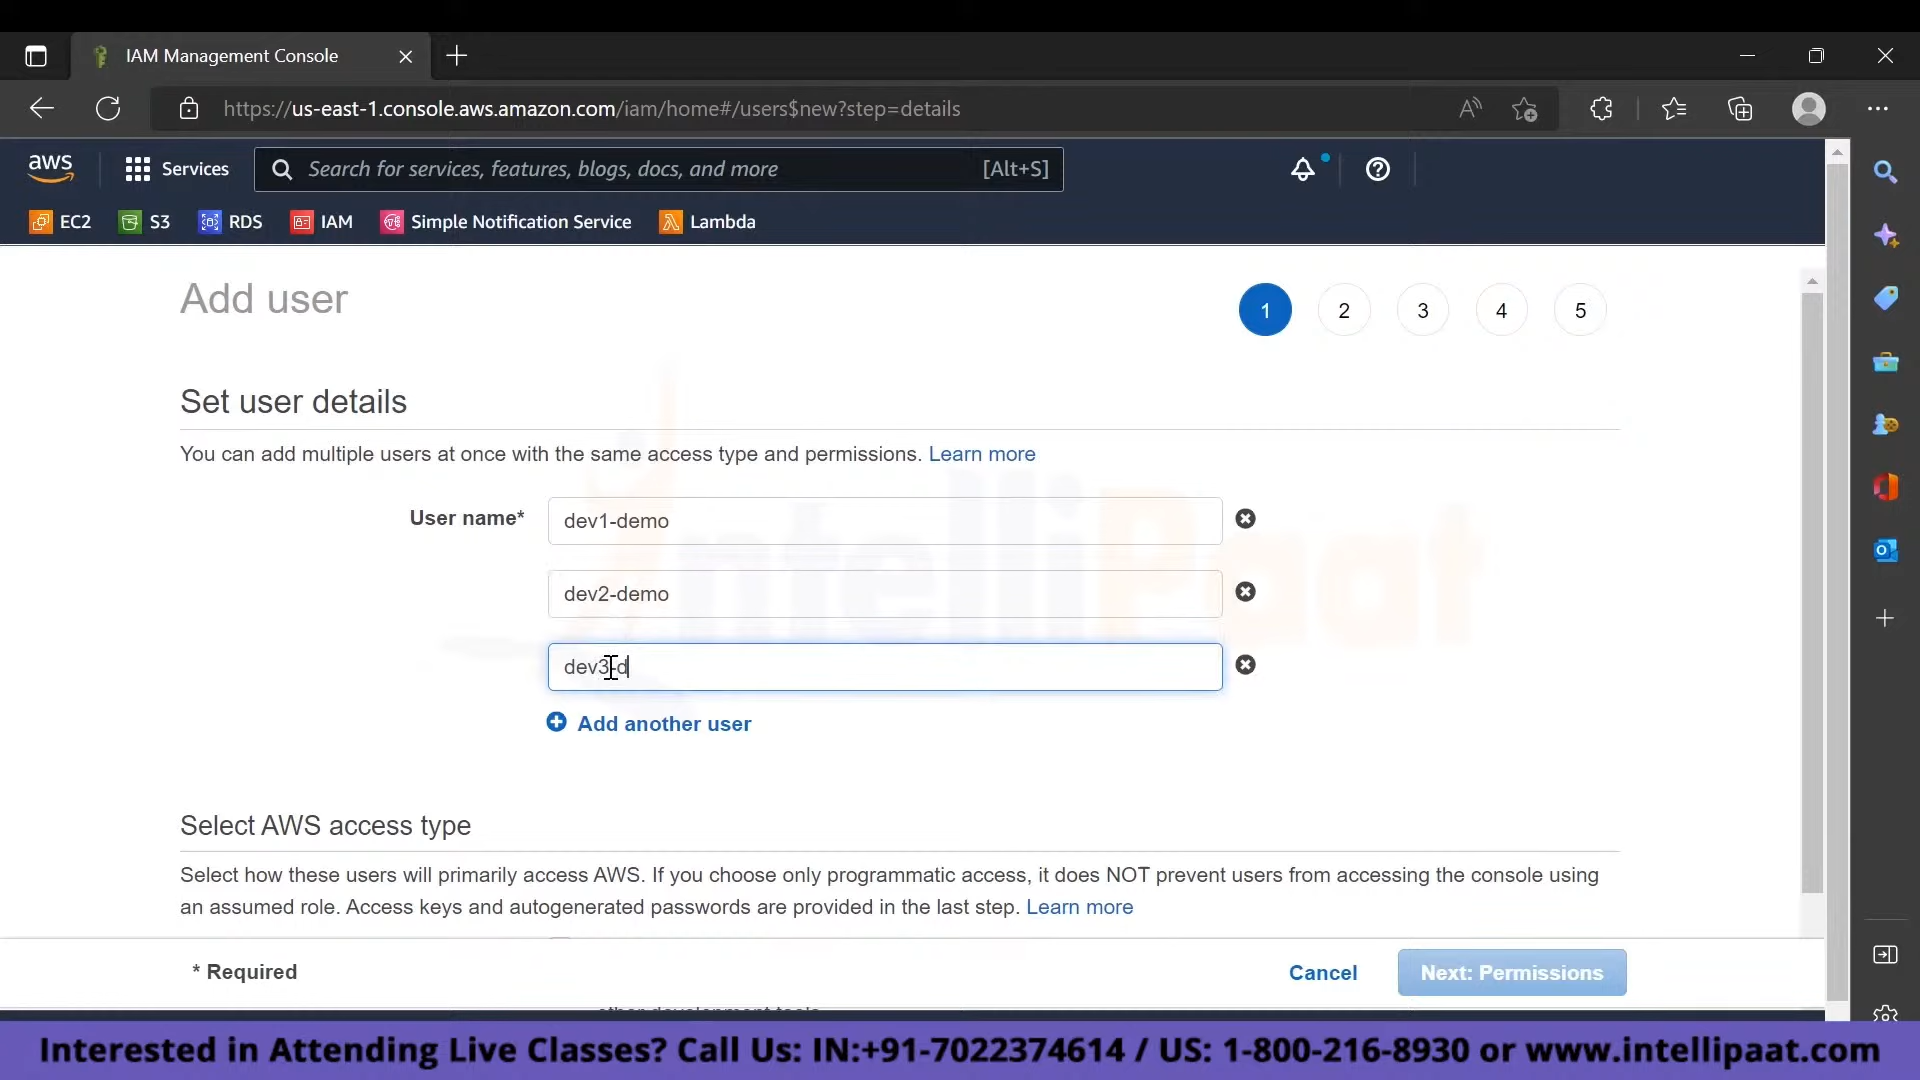 IAM Management Console
https://us-east-1.console.aws.amazon.com/iam/home#/users$new?step=details
aws
Services
Search for services, features, blogs, docs, and more
[Alt+S]
EC2
S3
RDS
IAM
Simple Notification Service
Lambda
Add user
1
2
3
4
5
Set user details
You can add multiple users at once with the same access type and permissions. Learn more
User name*
dev1-demo
dev2-demo
dev3-d
Add another user
IntelliPaat
Select AWS access type
Select how these users will primarily access AWS. If you choose only programmatic access, it does NOT prevent users from accessing the console using
an assumed role. Access keys and autogenerated passwords are provided in the last step. Learn more
* Required
Cancel
Next: Permissions
Interested in Attending Live Classes? Call Us: IN:+91-7022374614 / US: 1-800-216-8930 or www.intellipaat.com